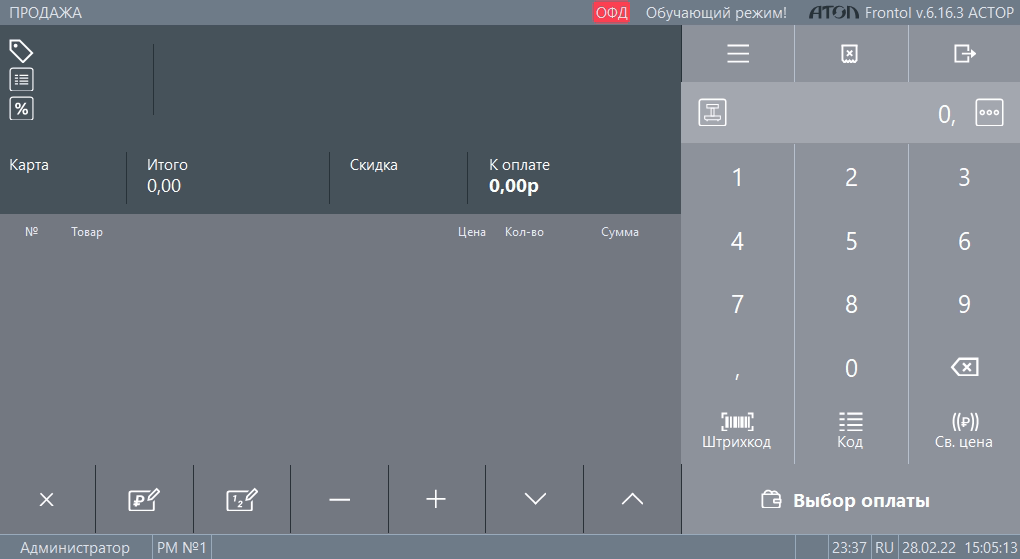 ПРОДАЖА ОФД Обучающий режим! АТОЛ Frontol v.6.16.3 АСТОР
%
0,
Карта Итого Скидка К оплате
0,00 0,00р
№ Товар Цена Кол-во Сумма
1 2 3
4 5 6
7 8 9
, 0
Штрихкод Код Св. цена
Выбор оплаты
Администратор РМ №1 23:37 RU 28.02.22 15:05:13